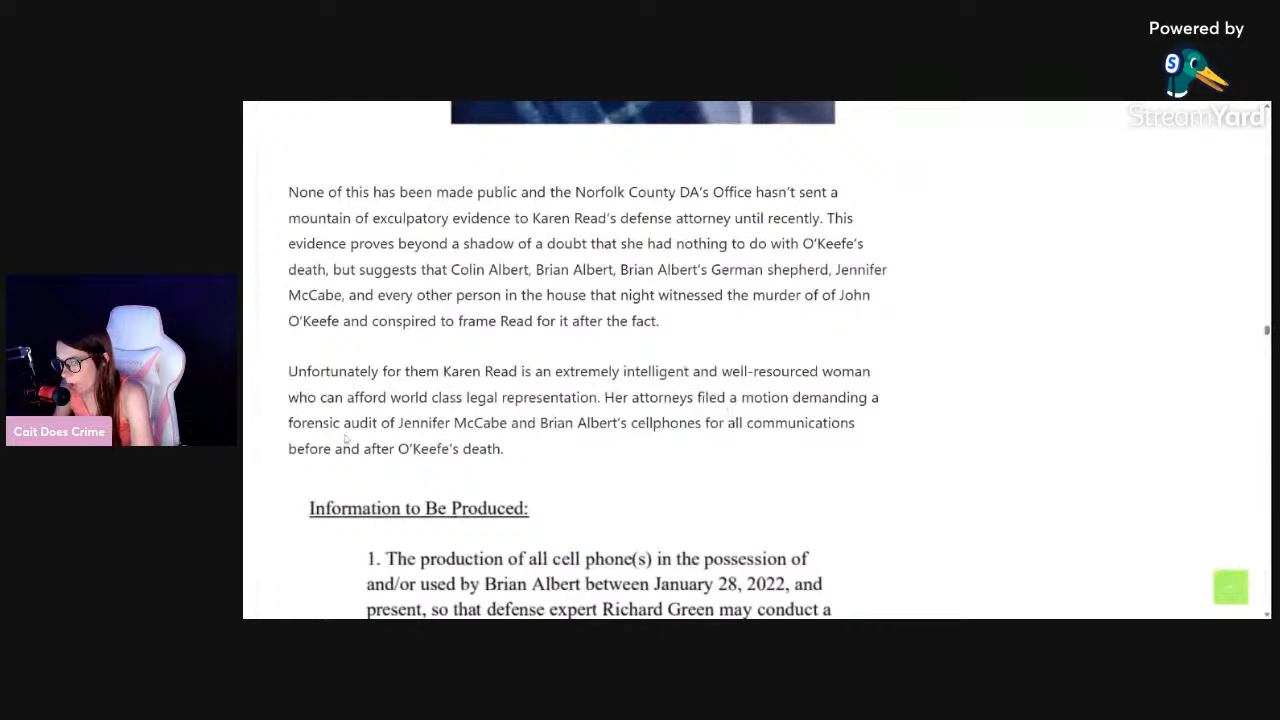 Powered by
S
StreamYard
None of this has been made public and the Norfolk County DA's Office hasn't sent a
mountain of exculpatory evidence to Karen Read's defense attorney until recently. This
evidence proves beyond a shadow of a doubt that she had nothing to do with O'Keefe's
death, but suggests that Colin Albert, Brian Albert, Brian Albert's German shepherd, Jennifer
McCabe, and every other person in the house that night witnessed the murder of of John
O'Keefe and conspired to frame Read for it after the fact.
Unfortunately for them Karen Read is an extremely intelligent and well-resourced woman
who can afford world class legal representation. Her attorneys filed a motion demanding a
forensic audit of Jennifer McCabe and Brian Albert's cellphones for all communications
before and after O'Keefe's death.
Information to Be Produced:
1. The production of all cell phone(s) in the possession of
and/or used by Brian Albert between January 28, 2022, and
present, so that defense expert Richard Green may conduct a
Cait Does Crime